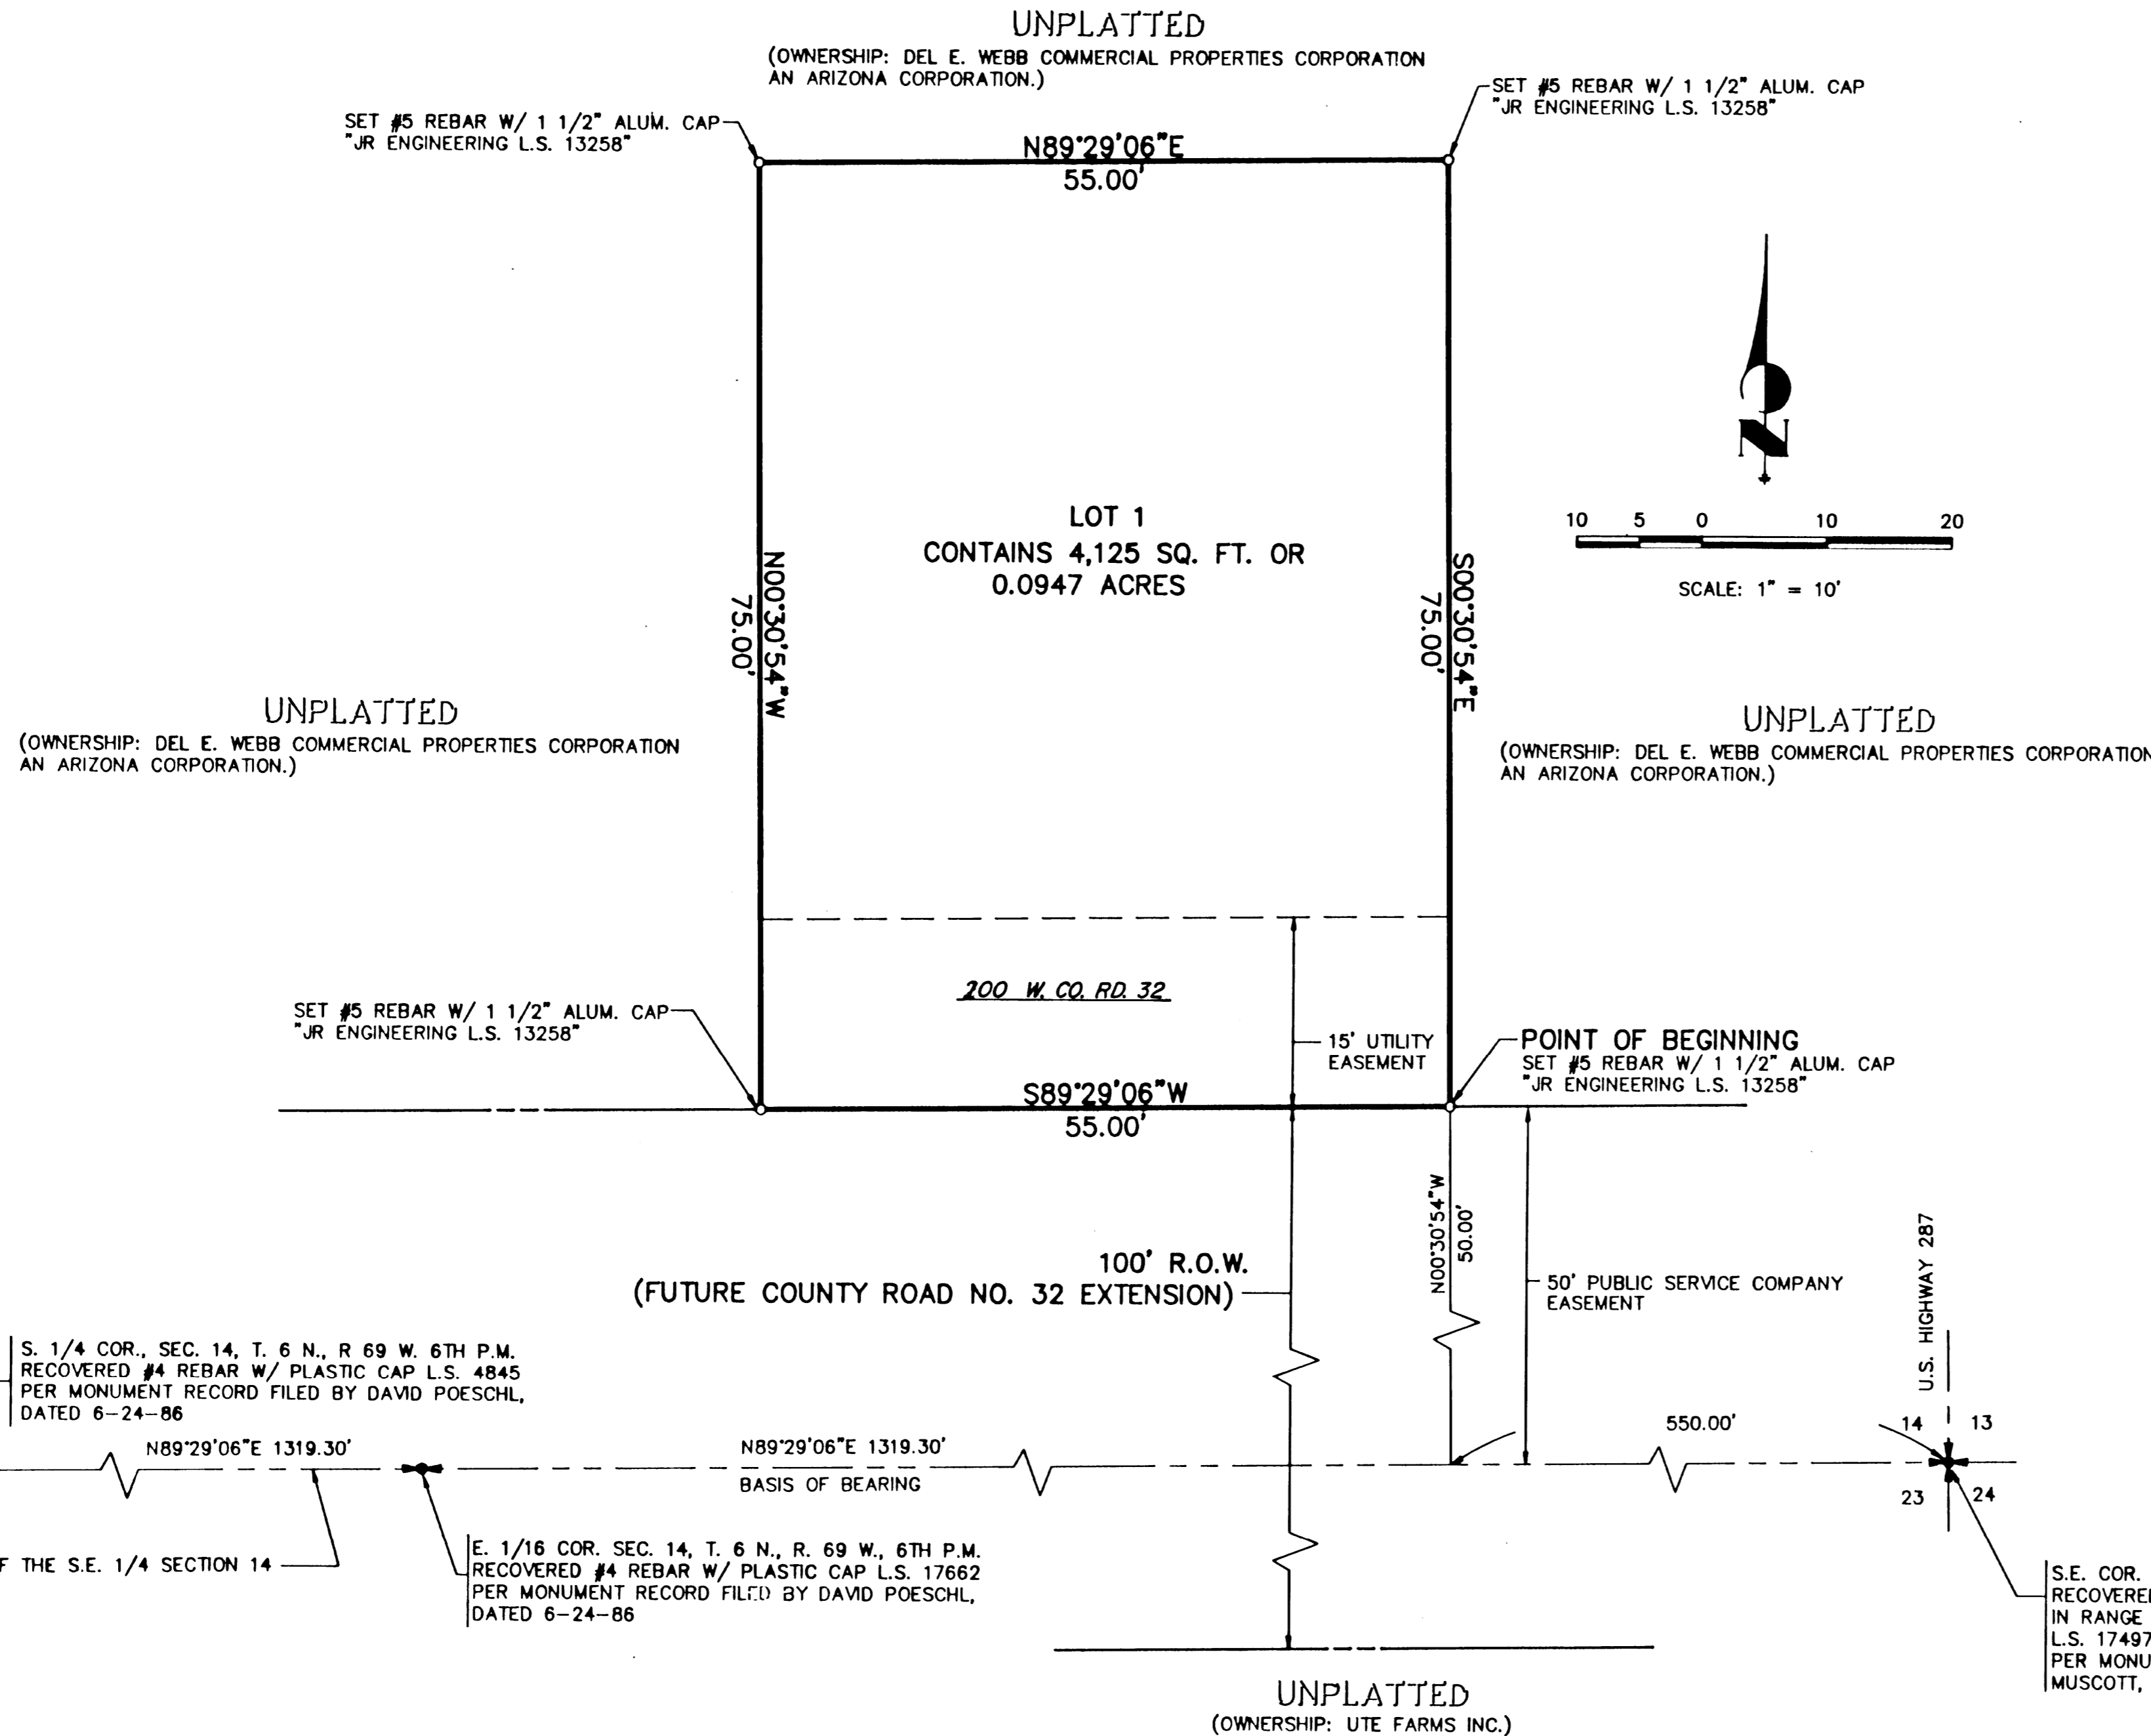 UNPLATTED
(OWNERSHIP: DEL E. WEBB COMMERCIAL PROPERTIES CORPORATION
AN ARIZONA CORPORATION.)
SET #5 REBAR W/ 1 1/2" ALUM. CAP
"JR ENGINEERING L.S. 13258"
SET #5 REBAR W/ 1 1/2" ALUM. CAP
"JR ENGINEERING L.S. 13258"
N89°29'06"E
55.00'
N
10 5 0 10 20
SCALE: 1" = 10'
LOT 1
CONTAINS 4,125 SQ. FT. OR
0.0947 ACRES
N00°30'54"W
75.00'
S00°30'54"E
75.00'
UNPLATTED
(OWNERSHIP: DEL E. WEBB COMMERCIAL PROPERTIES CORPORATION
AN ARIZONA CORPORATION.)
UNPLATTED
(OWNERSHIP: DEL E. WEBB COMMERCIAL PROPERTIES CORPORATION
AN ARIZONA CORPORATION.)
200 W. CO. RD. 32
SET #5 REBAR W/ 1 1/2" ALUM. CAP
"JR ENGINEERING L.S. 13258"
15' UTILITY
EASEMENT
POINT OF BEGINNING
SET #5 REBAR W/ 1 1/2" ALUM. CAP
"JR ENGINEERING L.S. 13258"
S89°29'06"W
55.00'
N00°30'54"W
50.00'
100' R.O.W.
(FUTURE COUNTY ROAD NO. 32 EXTENSION)
50' PUBLIC SERVICE COMPANY
EASEMENT
U.S. HIGHWAY 287
S. 1/4 COR., SEC. 14, T. 6 N., R 69 W. 6TH P.M.
RECOVERED #4 REBAR W/ PLASTIC CAP L.S. 4845
PER MONUMENT RECORD FILED BY DAVID POESCHL,
DATED 6-24-86
N89°29'06"E 1319.30'
N89°29'06"E 1319.30'
BASIS OF BEARING
550.00'
14 13
23 24
F THE S.E. 1/4 SECTION 14
E. 1/16 COR. SEC. 14, T. 6 N., R. 69 W., 6TH P.M.
RECOVERED #4 REBAR W/ PLASTIC CAP L.S. 17662
PER MONUMENT RECORD FILED BY DAVID POESCHL,
DATED 6-24-86
S.E. COR.
RECOVERE
IN RANGE
L.S. 17497
PER MONU
MUSCOTT,
UNPLATTED
(OWNERSHIP: UTE FARMS INC.)